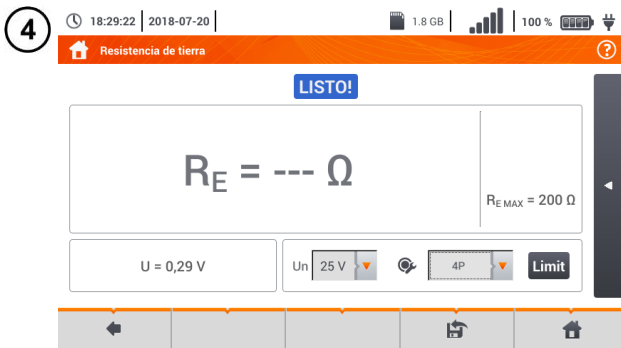 4
18:29:22 2018-07-20 1.8 GB 100 %
Resistencia de tierra ?
LISTO!
RE = --- Ω
RE MAX = 200 Ω
U = 0,29 V Un 25 V 4P Limit